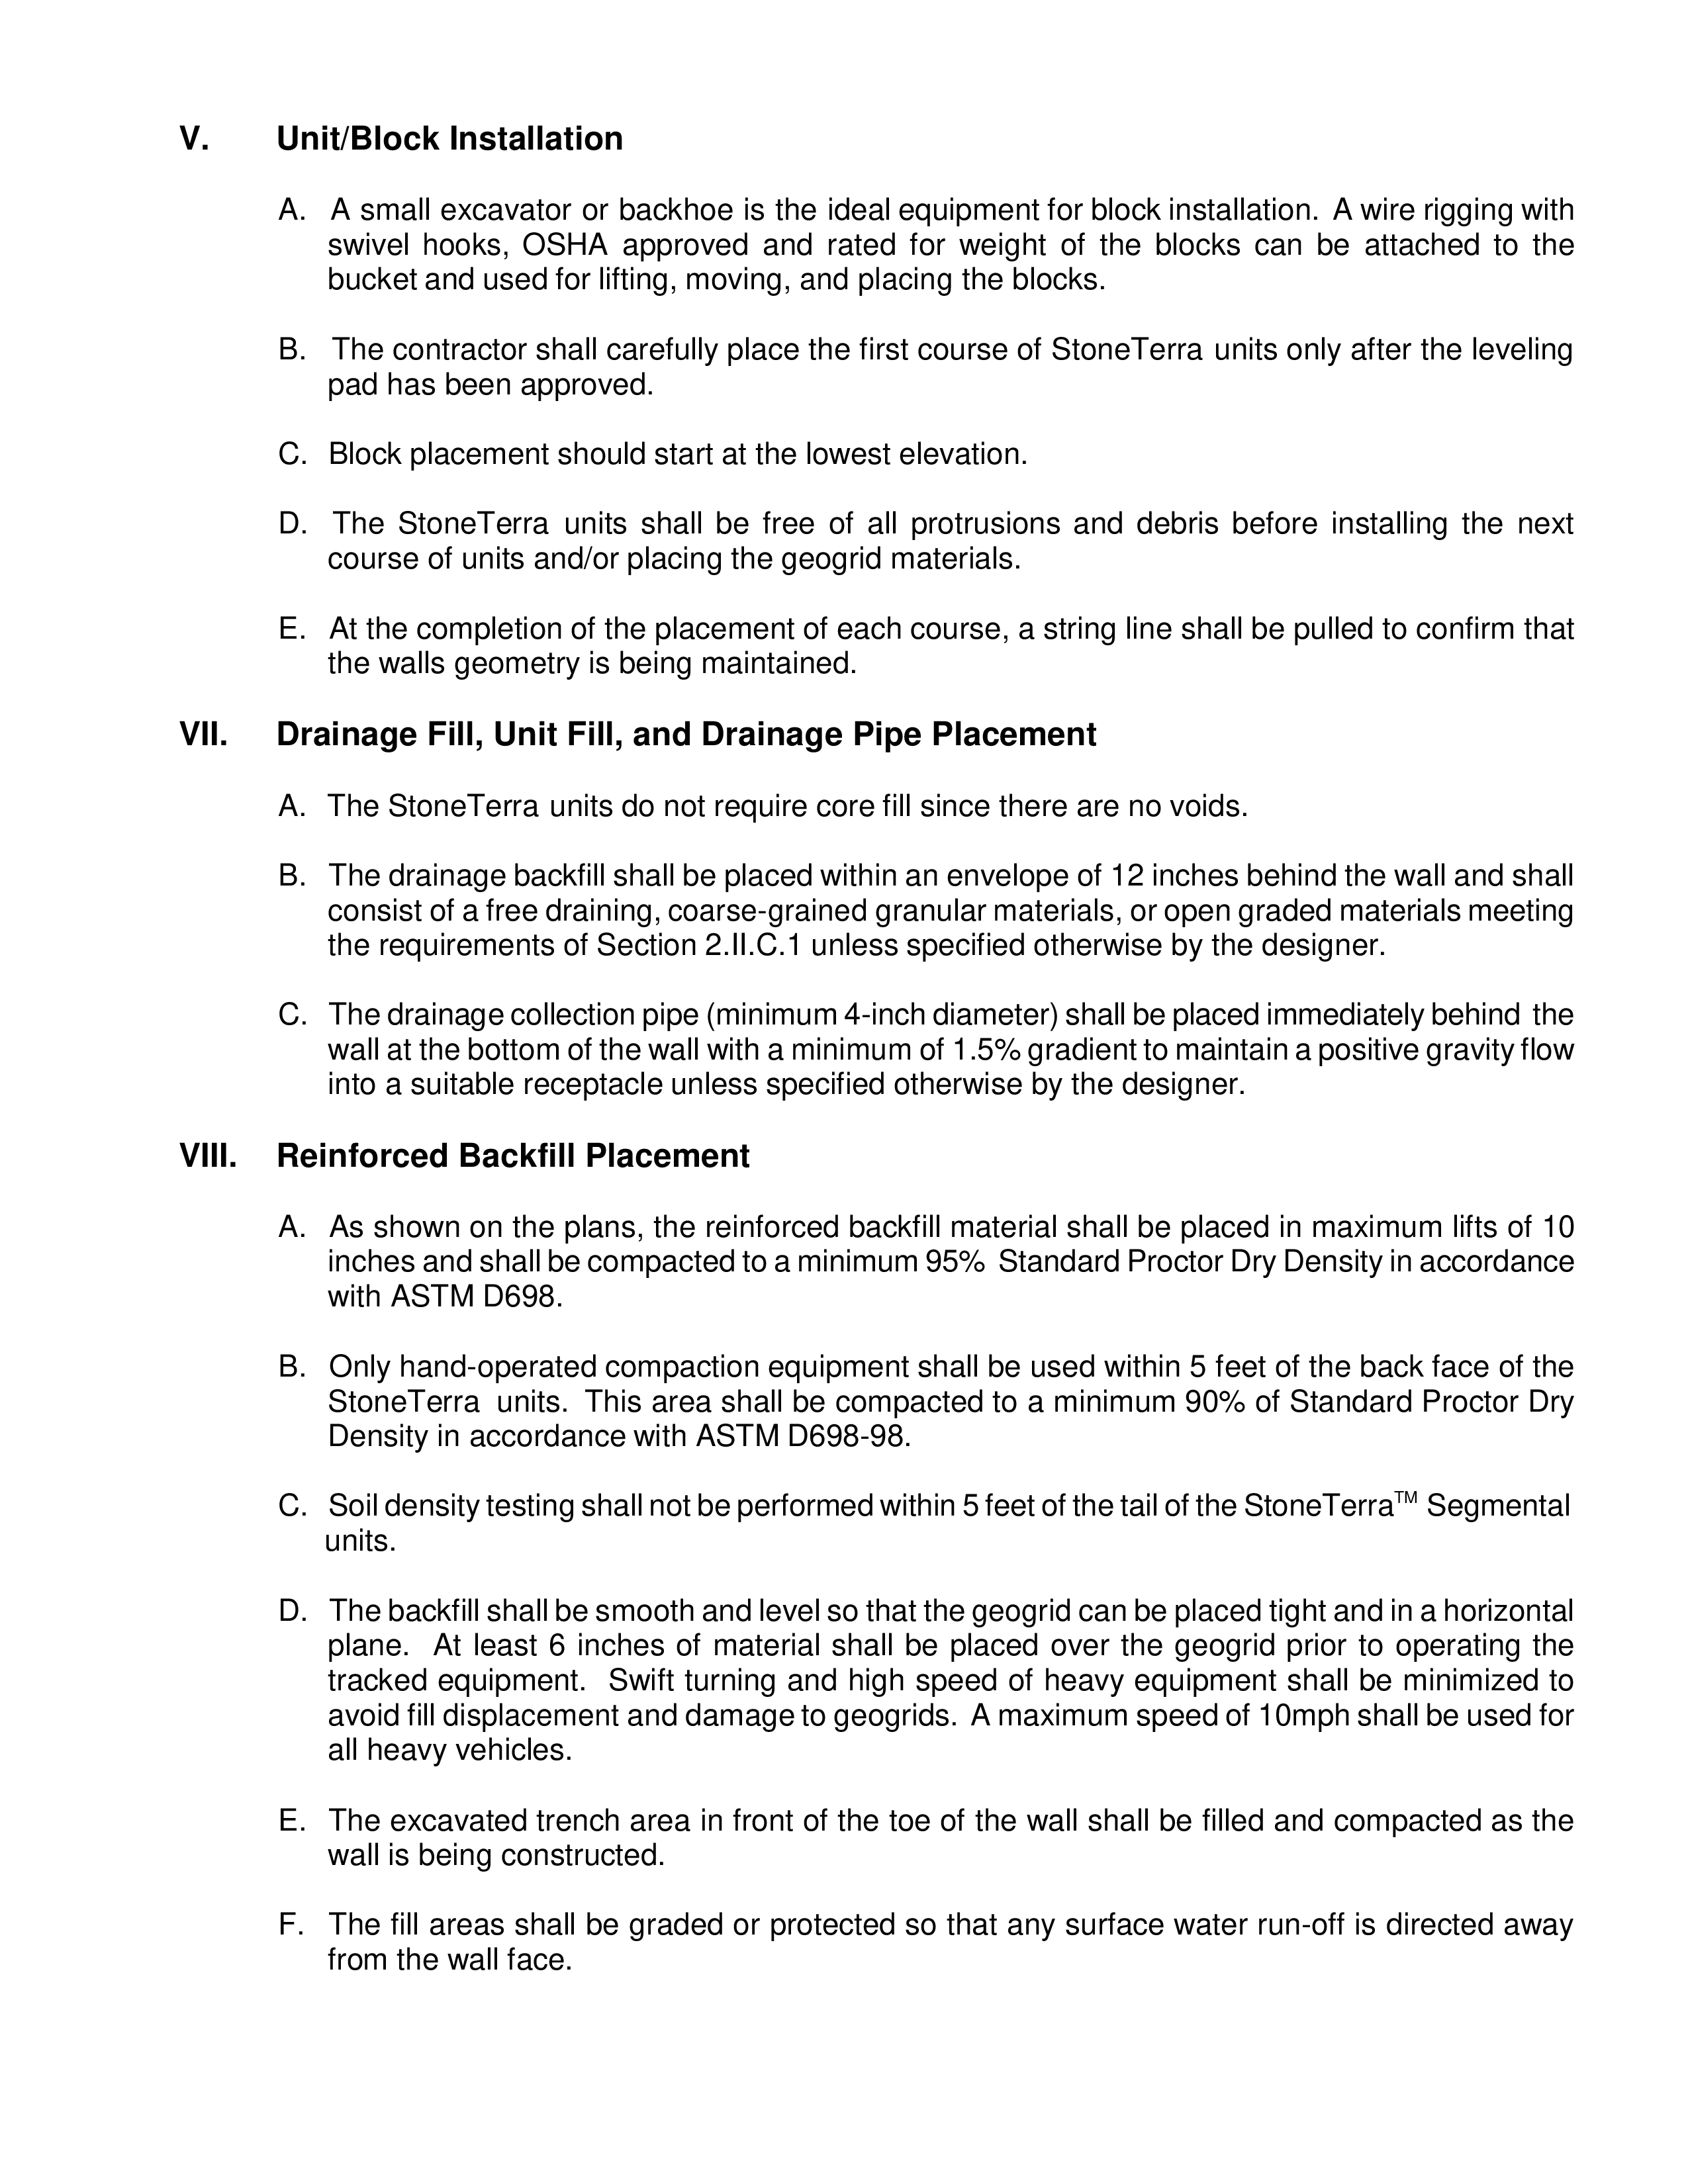 V. Unit/Block Installation
A. A small excavator or backhoe is the ideal equipment for block installation. A wire rigging with
swivel hooks, OSHA approved and rated for weight of the blocks can be attached to the
bucket and used for lifting, moving, and placing the blocks.
B. The contractor shall carefully place the first course of StoneTerra units only after the leveling
pad has been approved.
C. Block placement should start at the lowest elevation.
D. The StoneTerra units shall be free of all protrusions and debris before installing the next
course of units and/or placing the geogrid materials.
E. At the completion of the placement of each course, a string line shall be pulled to confirm that
the walls geometry is being maintained.
VII. Drainage Fill, Unit Fill, and Drainage Pipe Placement
A. The StoneTerra units do not require core fill since there are no voids.
B. The drainage backfill shall be placed within an envelope of 12 inches behind the wall and shall
consist of a free draining, coarse-grained granular materials, or open graded materials meeting
the requirements of Section 2.II.C.1 unless specified otherwise by the designer.
C. The drainage collection pipe (minimum 4-inch diameter) shall be placed immediately behind the
wall at the bottom of the wall with a minimum of 1.5% gradient to maintain a positive gravity flow
into a suitable receptacle unless specified otherwise by the designer.
VIII. Reinforced Backfill Placement
A. As shown on the plans, the reinforced backfill material shall be placed in maximum lifts of 10
inches and shall be compacted to a minimum 95% Standard Proctor Dry Density in accordance
with ASTM D698.
B. Only hand-operated compaction equipment shall be used within 5 feet of the back face of the
StoneTerra units. This area shall be compacted to a minimum 90% of Standard Proctor Dry
Density in accordance with ASTM D698-98.
C. Soil density testing shall not be performed within 5 feet of the tail of the StoneTerra™ Segmental
units.
D. The backfill shall be smooth and level so that the geogrid can be placed tight and in a horizontal
plane. At least 6 inches of material shall be placed over the geogrid prior to operating the
tracked equipment. Swift turning and high speed of heavy equipment shall be minimized to
avoid fill displacement and damage to geogrids. A maximum speed of 10mph shall be used for
all heavy vehicles.
E. The excavated trench area in front of the toe of the wall shall be filled and compacted as the
wall is being constructed.
F. The fill areas shall be graded or protected so that any surface water run-off is directed away
from the wall face.